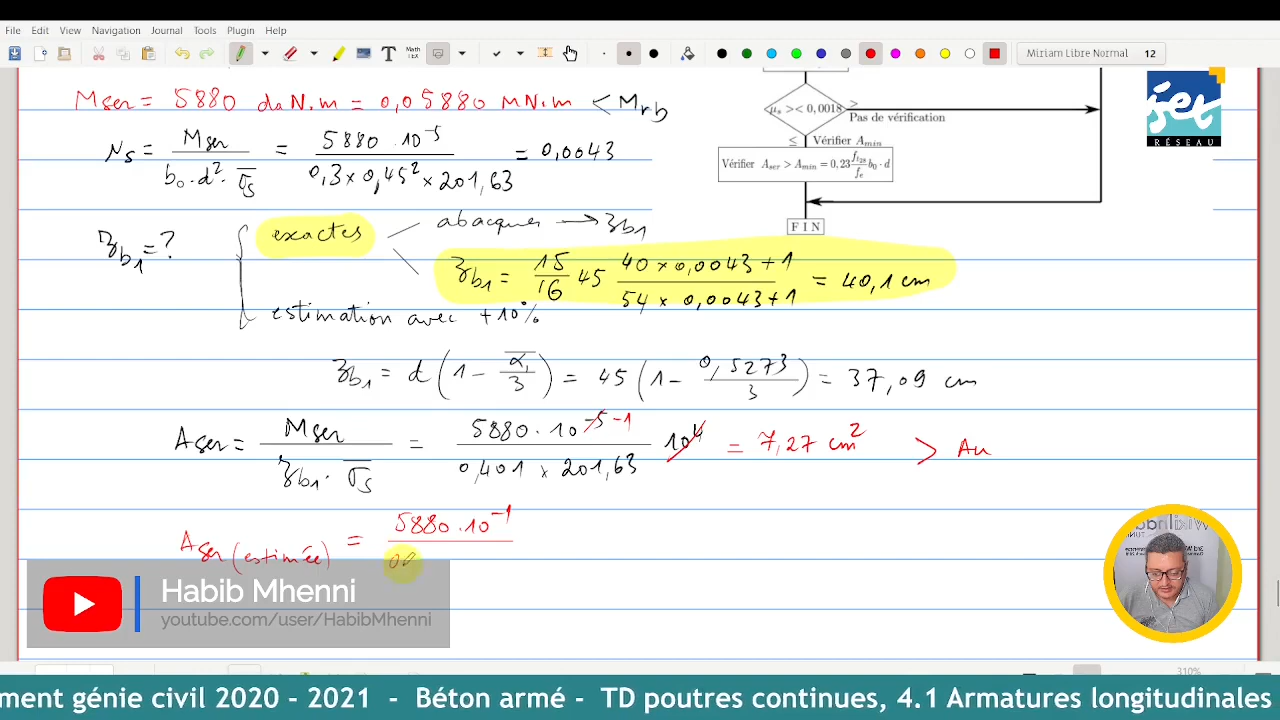 File Edit View Navigation Journal Tools Plugin Help
Miriam Libre Normal 12
Mser = 5880 daN.m = 0,05880 MN.m < Mrb
μs = Mser / (b0 · d² · σ̅s) = 5880 · 10⁻⁵ / (0,3 × 0,45² × 201,63) = 0,0043
μs > < 0,0018 >
Pas de vérification
≤ Vérifier Amin
Vérifier Aser > Amin = 0,23 (ft28 / fe) b0 · d
F I N
iset
RÉSEAU
zb1 = ?
exactes
abaques → zb1
zb1 = 15/16 45 (40 × 0,0043 + 1) / (54 × 0,0043 + 1) = 40,1 cm
estimation avec +10%
zb1 = d (1 - α̅1/3) = 45 (1 - 0,5273/3) = 37,09 cm
Aser = Mser / (zb1 · σ̅s) = 5880 · 10⁻⁵ ⁻¹ / (0,401 × 201,63) 10⁴ = 7,27 cm² > Au
Aser (estimée) = 5880 · 10⁻¹
Habib Mhenni
youtube.com/user/HabibMhenni
310%
ment génie civil 2020 - 2021 - Béton armé - TD poutres continues, 4.1 Armatures longitudinales